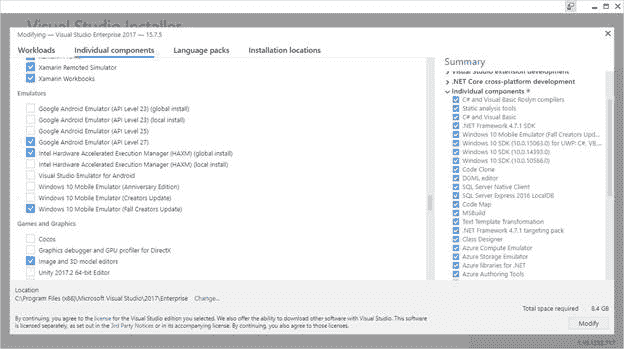 Visual Studio Installer
Modifying — Visual Studio Enterprise 2017 — 15.7.5
Workloads Individual components Language packs Installation locations
Xamarin Remoted Simulator
Xamarin Workbooks
Emulators
Google Android Emulator (API Level 23) (global install)
Google Android Emulator (API Level 23) (local install)
Google Android Emulator (API Level 25)
Google Android Emulator (API Level 27)
Intel Hardware Accelerated Execution Manager (HAXM) (global install)
Intel Hardware Accelerated Execution Manager (HAXM) (local install)
Visual Studio Emulator for Android
Windows 10 Mobile Emulator (Anniversary Edition)
Windows 10 Mobile Emulator (Creators Update)
Windows 10 Mobile Emulator (Fall Creators Update)
Games and Graphics
Cocos
Graphics debugger and GPU profiler for DirectX
Image and 3D model editors
Unity 2017.2 64-bit Editor
Summary
Visual Studio extension development
.NET Core cross-platform development
Individual components *
C# and Visual Basic Roslyn compilers
Static analysis tools
C# and Visual Basic
.NET Framework 4.7.1 SDK
Windows 10 Mobile Emulator (Fall Creators Upd...
Windows 10 SDK (10.0.15063.0) for UWP: C#, VB,...
Windows 10 SDK (10.0.14393.0)
Windows 10 SDK (10.0.10586.0)
Code Clone
DGML editor
SQL Server Native Client
SQL Server Express 2016 LocalDB
Code Map
MSBuild
Text Template Transformation
.NET Framework 4.7.1 targeting pack
Class Designer
Azure Compute Emulator
Azure Storage Emulator
Azure libraries for .NET
Azure Authoring Tools
Location
C:\Program Files (x86)\Microsoft Visual Studio\2017\Enterprise Change...
Total space required 8.4 GB
By continuing, you agree to the license for the Visual Studio edition you selected. We also offer the ability to download other software with Visual Studio. This software
is licensed separately, as set out in the 3rd Party Notices or in its accompanying license. By continuing, you also agree to those licenses.
Modify